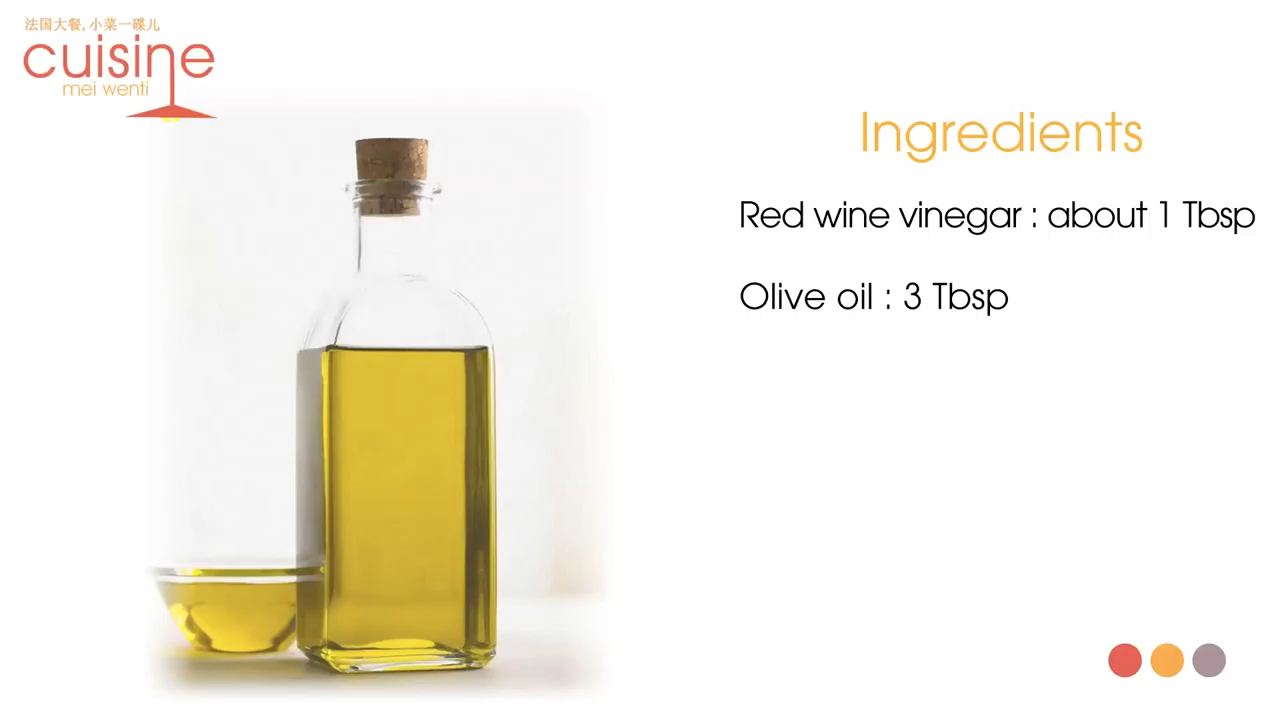 法国大餐, 小菜一碟儿
cuisine
mei wenti
Ingredients
Red wine vinegar : about 1 Tbsp
Olive oil : 3 Tbsp